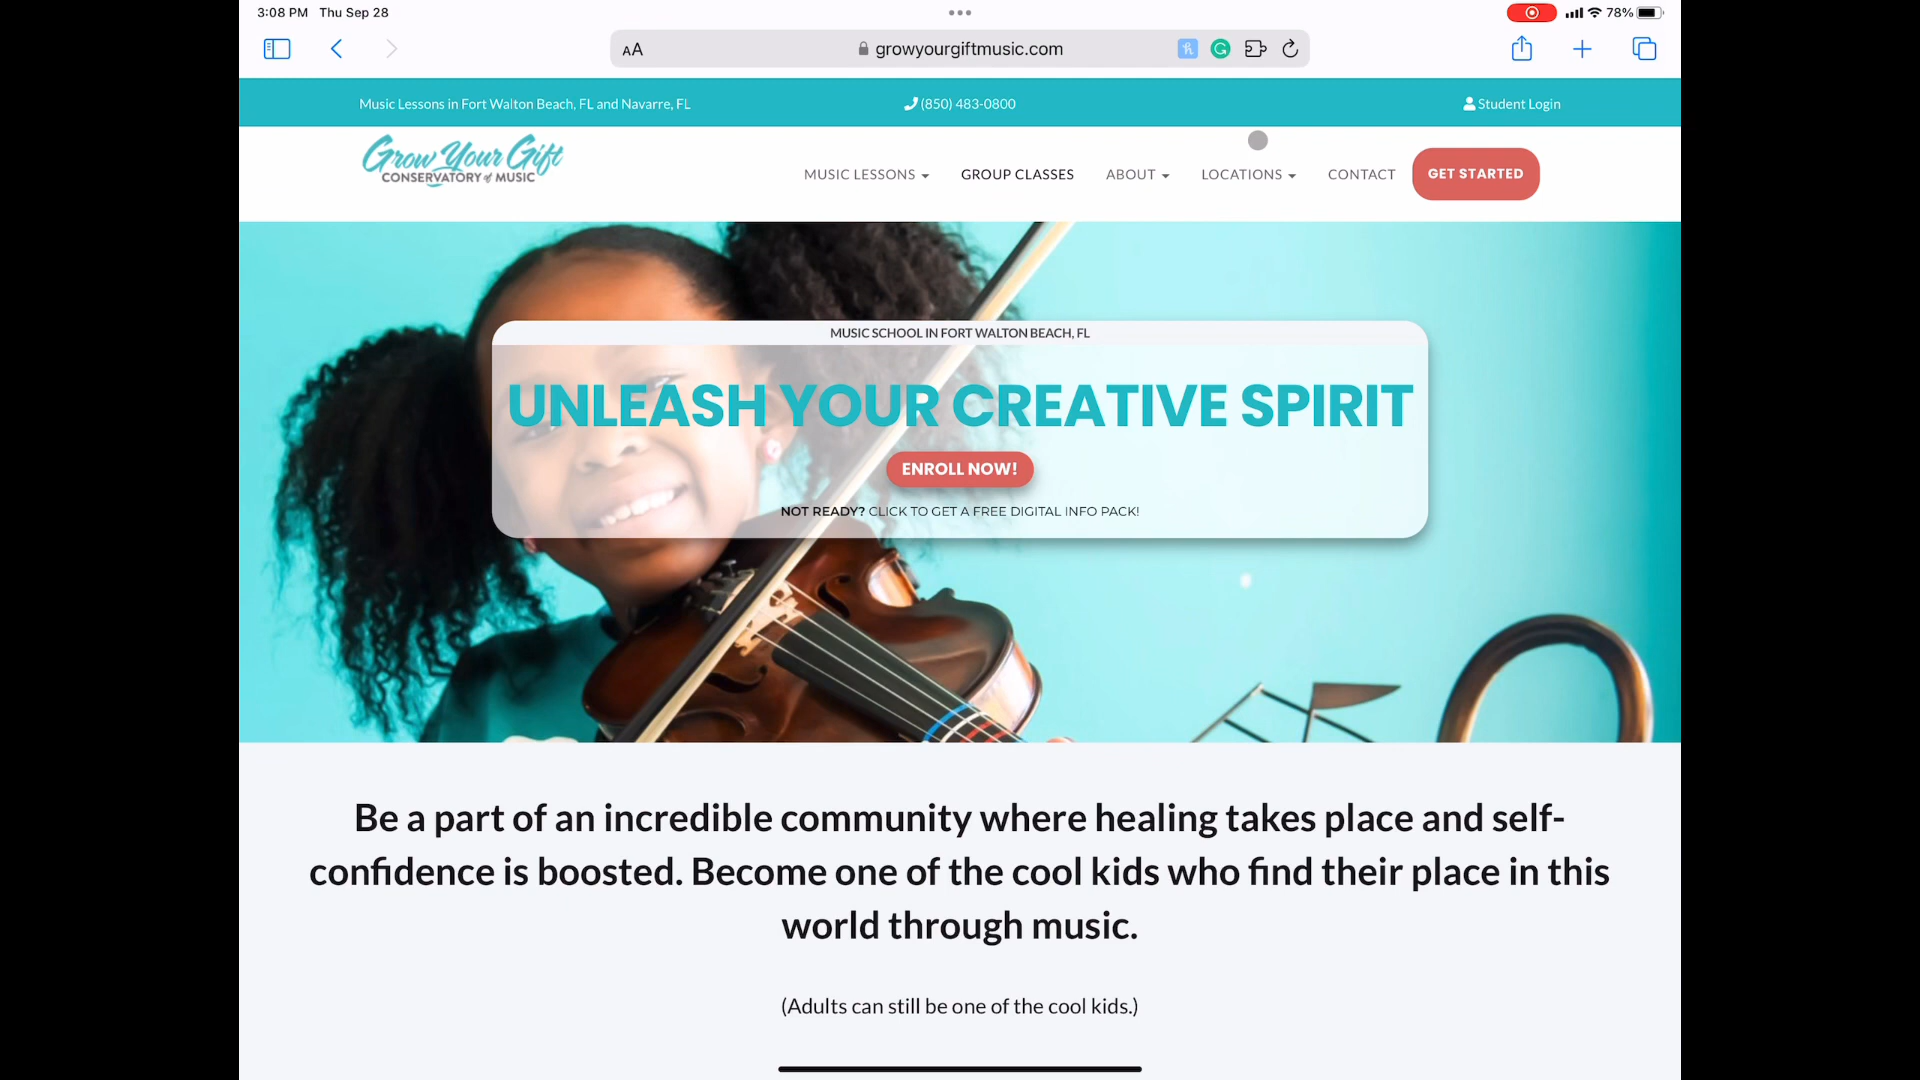 3:08 PM Thu Sep 28
78%
AA
growyourgiftmusic.com
Music Lessons in Fort Walton Beach, FL and Navarre, FL
(850) 483-0800
Student Login
Grow Your Gift
CONSERVATORY of MUSIC
MUSIC LESSONS
GROUP CLASSES
ABOUT
LOCATIONS
CONTACT
GET STARTED
MUSIC SCHOOL IN FORT WALTON BEACH, FL
UNLEASH YOUR CREATIVE SPIRIT
ENROLL NOW!
NOT READY? CLICK TO GET A FREE DIGITAL INFO PACK!
Be a part of an incredible community where healing takes place and self-
confidence is boosted. Become one of the cool kids who find their place in this
world through music.
(Adults can still be one of the cool kids.)